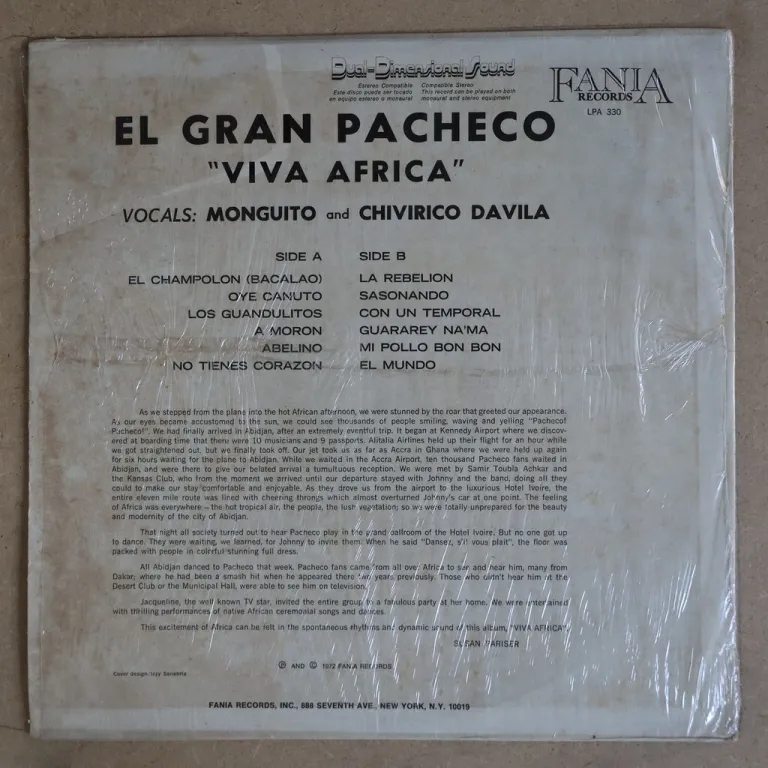 Dual-Dimensional Sound
Estereo Compatible
Este disco puede ser tocado
en equipo estereo o monaural
Compatible Stereo
This record can be played on both
monaural and stereo equipment
FANIA
RECORDS
LPA 330
EL GRAN PACHECO
"VIVA AFRICA"
VOCALS: MONGUITO and CHIVIRICO DAVILA
SIDE A
EL CHAMPOLON (BACALAO)
OYE CANUTO
LOS GUANDULITOS
A MORON
ABELINO
NO TIENES CORAZON
SIDE B
LA REBELION
SASONANDO
CON UN TEMPORAL
GUARAREY NA'MA
MI POLLO BON BON
EL MUNDO
As we stepped from the plane into the hot African afternoon, we were stunned by the roar that greeted our appearance.
As our eyes became accustomed to the sun, we could see thousands of people smiling, waving and yelling "Pacheco!
Pacheco!". We had finally arrived in Abidjan, after an extremely eventful trip. It began at Kennedy Airport where we discov-
ered at boarding time that there were 10 musicians and 9 passports. Alitalia Airlines held up their flight for an hour while
we got straightened out, but we finally took off. Our jet took us as far as Accra in Ghana where we were held up again
for six hours waiting for the plane to Abidjan. While we waited in the Accra Airport, ten thousand Pacheco fans waited in
Abidjan, and were there to give our belated arrival a tumultuous reception. We were met by Samir Toubia Achkar and
the Kansas Club, who from the moment we arrived until our departure stayed with Johnny and the band, doing all they
could to make our stay comfortable and enjoyable. As they drove us from the airport to the luxurious Hotel Ivoire, the
entire eleven mile route was lined with cheering throngs which almost overturned Johnny's car at one point. The feeling
of Africa was everywhere – the hot tropical air, the people, the lush vegetation; so we were totally unprepared for the beauty
and modernity of the city of Abidjan.
That night all society turned out to hear Pacheco play in the grand ballroom of the Hotel Ivoire. But no one got up
to dance. They were waiting, we learned, for Johnny to invite them. When he said "Dansez, s'il vous plait", the floor was
packed with people in colorful stunning full dress.
All Abidjan danced to Pacheco that week. Pacheco fans came from all over Africa to see and hear him, many from
Dakar, where he had been a smash hit when he appeared there two years previously. Those who didn't hear him at the
Desert Club or the Municipal Hall, were able to see him on television.
Jacqueline, the well known TV star, invited the entire group to a fabulous party at her home. We were entertained
with thrilling performances of native African ceremonial songs and dances.
This excitement of Africa can be felt in the spontaneous rhythms and dynamic sound of this album, "VIVA AFRICA".
SUSAN PARISER
Ⓟ AND © 1972 FANIA RECORDS
Cover design/Izzy Sanabria
FANIA RECORDS, INC., 888 SEVENTH AVE., NEW YORK, N.Y. 10019